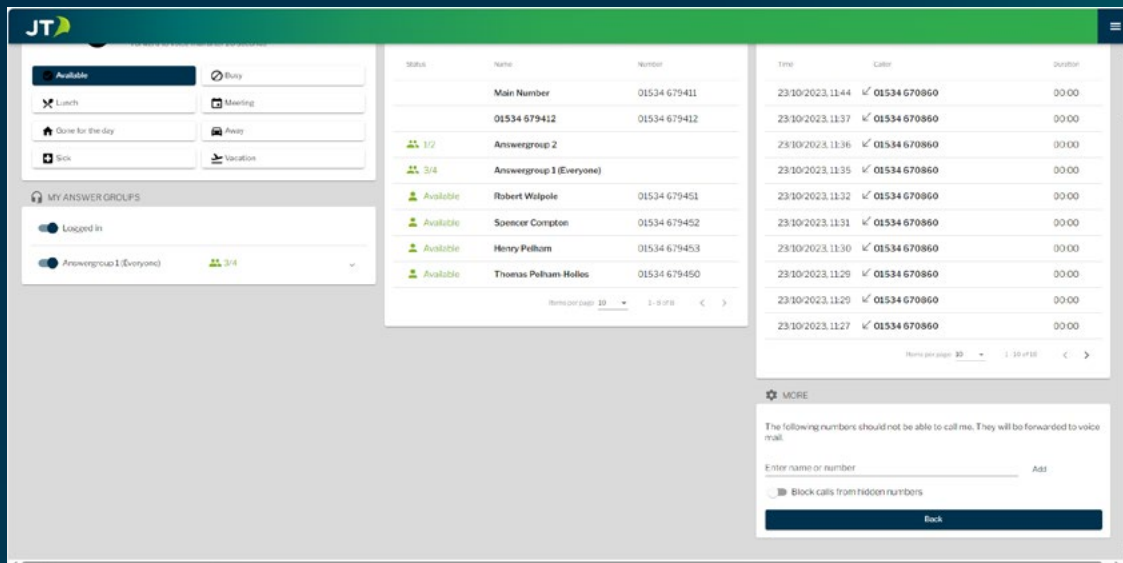 JT
Available
Busy
Lunch
Meeting
Gone for the day
Away
Sick
Vacation
MY ANSWER GROUPS
Logged in
Answergroup 1 (Everyone) 3/4
Status Name Number
Main Number 01534 679411
01534 679412 01534 679412
1/2 Answergroup 2
3/4 Answergroup 1 (Everyone)
Available Robert Walpole 01534 679451
Available Spencer Compton 01534 679452
Available Henry Pelham 01534 679453
Available Thomas Pelham-Holles 01534 679450
Items per page 10 1 - 8 of 8
Time Caller Duration
23/10/2023, 11:44 01534 670860 00:00
23/10/2023, 11:37 01534 670860 00:00
23/10/2023, 11:36 01534 670860 00:00
23/10/2023, 11:35 01534 670860 00:00
23/10/2023, 11:32 01534 670860 00:00
23/10/2023, 11:31 01534 670860 00:00
23/10/2023, 11:30 01534 670860 00:00
23/10/2023, 11:29 01534 670860 00:00
23/10/2023, 11:29 01534 670860 00:00
23/10/2023, 11:27 01534 670860 00:00
Items per page 10
MORE
The following numbers should not be able to call me. They will be forwarded to voice
mail.
Enter name or number Add
Block calls from hidden numbers
Back